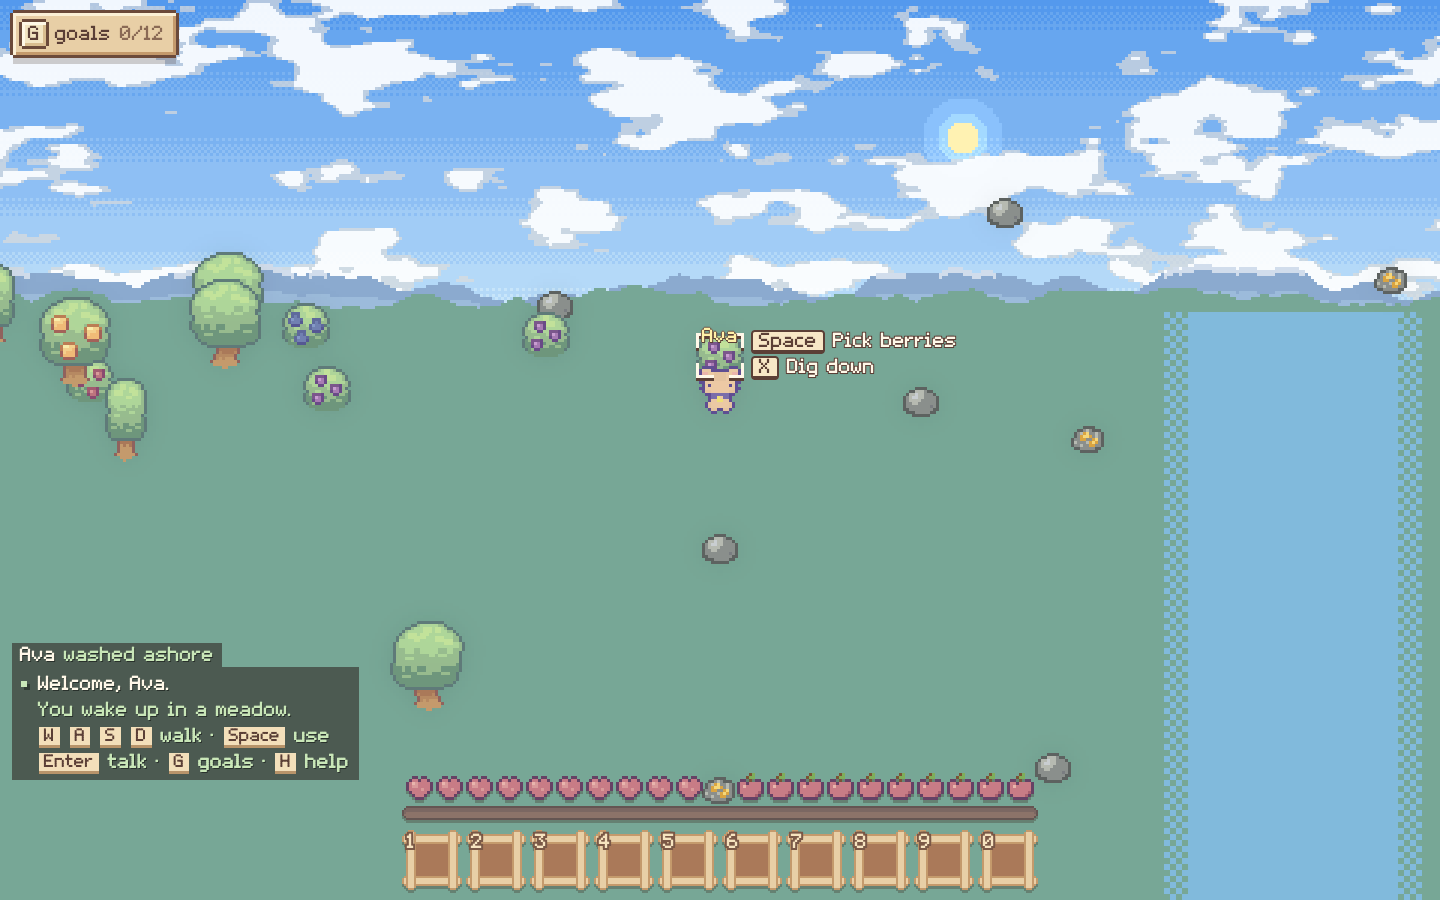 G goals 0/12
Ava
Space Pick berries
X Dig down
Ava washed ashore
Welcome, Ava.
You wake up in a meadow.
W A S D walk · Space use
Enter talk · G goals · H help
1 2 3 4 5 6 7 8 9 0